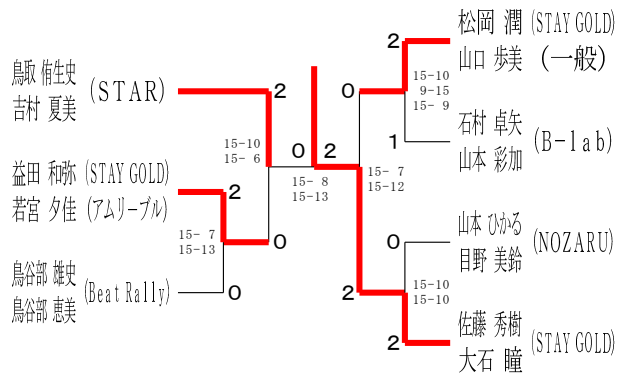 鳥取 侑生史
吉村 夏美
(STAR)
益田 和弥 (STAY GOLD)
若宮 夕佳 (アムリーブル)
鳥谷部 雄史
鳥谷部 恵美
(Beat Rally)
2
15-10
15- 6
2
15- 7
15-13
0
0
0
2
15- 8
15-13
松岡 潤 (STAY GOLD)
山口 歩美 (一般)
石村 卓矢
山本 彩加
(B-lab)
山本 ひかる
目野 美鈴
(NOZARU)
佐藤 秀樹
大石 瞳
(STAY GOLD)
2
15-10
9-15
15- 9
0
1
15- 7
15-12
0
15-10
15-10
2
2